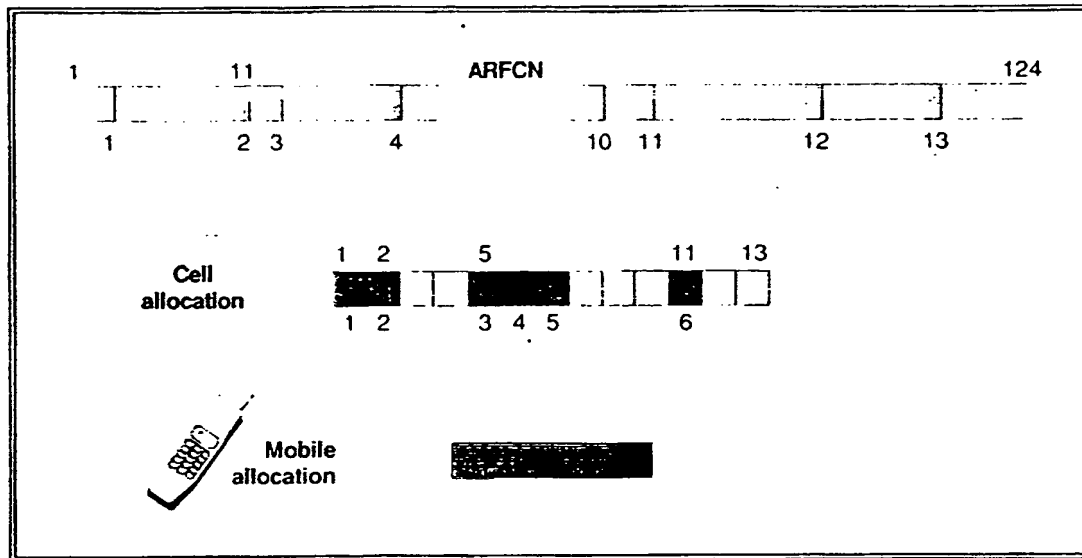 1 11 ARFCN 124
1 2 3 4 10 11 12 13
1 2 5 11 13
Cell
allocation
1 2 3 4 5 6
Mobile
allocation